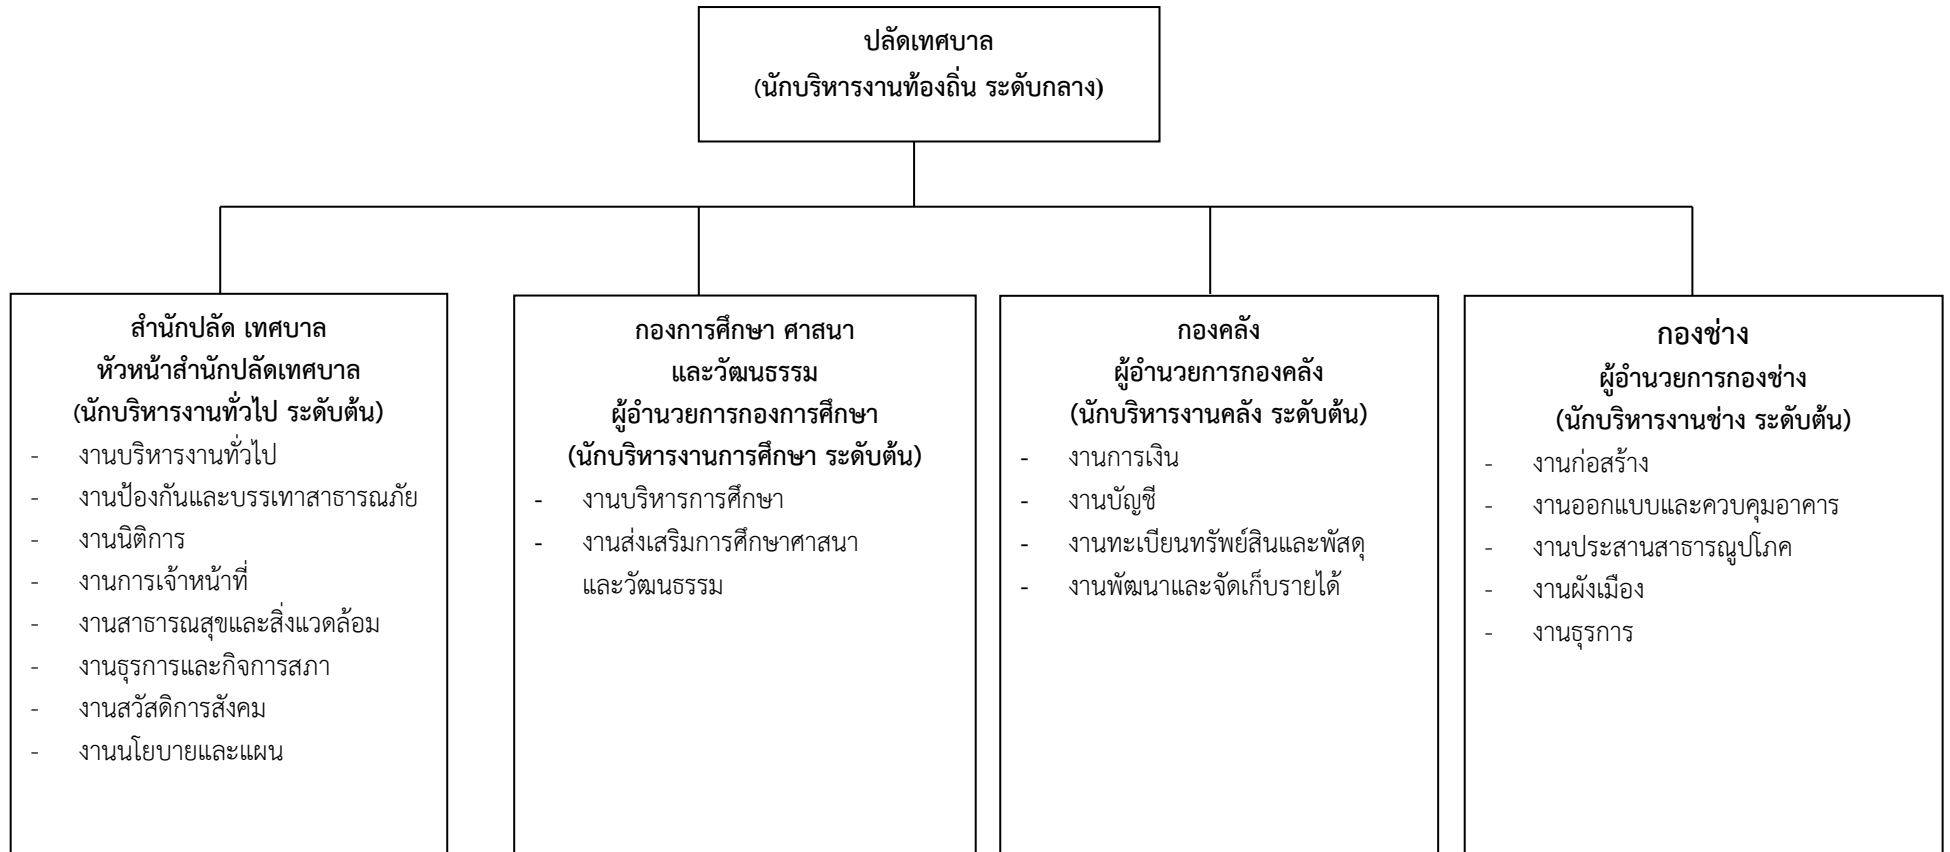 ปลัดเทศบาล
(นักบริหารงานท้องถิ่น ระดับกลาง)
สำนักปลัด เทศบาล
หัวหน้าสำนักปลัดเทศบาล
(นักบริหารงานทั่วไป ระดับต้น)
- งานบริหารงานทั่วไป
- งานป้องกันและบรรเทาสาธารณภัย
- งานนิติการ
- งานการเจ้าหน้าที่
- งานสาธารณสุขและสิ่งแวดล้อม
- งานธุรการและกิจการสภา
- งานสวัสดิการสังคม
- งานนโยบายและแผน
กองการศึกษา ศาสนา
และวัฒนธรรม
ผู้อำนวยการกองการศึกษา
(นักบริหารงานการศึกษา ระดับต้น)
- งานบริหารการศึกษา
- งานส่งเสริมการศึกษาศาสนา
และวัฒนธรรม
กองคลัง
ผู้อำนวยการกองคลัง
(นักบริหารงานคลัง ระดับต้น)
- งานการเงิน
- งานบัญชี
- งานทะเบียนทรัพย์สินและพัสดุ
- งานพัฒนาและจัดเก็บรายได้
กองช่าง
ผู้อำนวยการกองช่าง
(นักบริหารงานช่าง ระดับต้น)
- งานก่อสร้าง
- งานออกแบบและควบคุมอาคาร
- งานประสานสาธารณูปโภค
- งานผังเมือง
- งานธุรการ